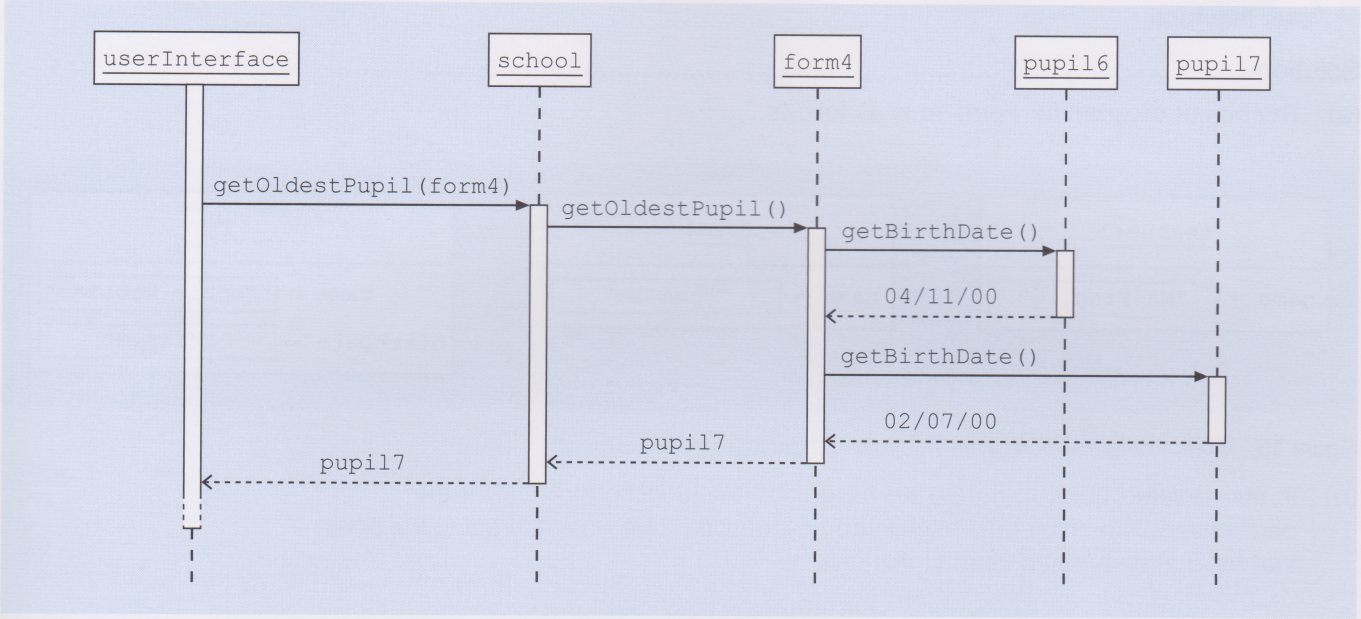 userInterface
school
form4
pupil6
pupil7
getOldestPupil(form4)
getOldestPupil()
getBirthDate()
04/11/00
getBirthDate()
02/07/00
pupil7
pupil7